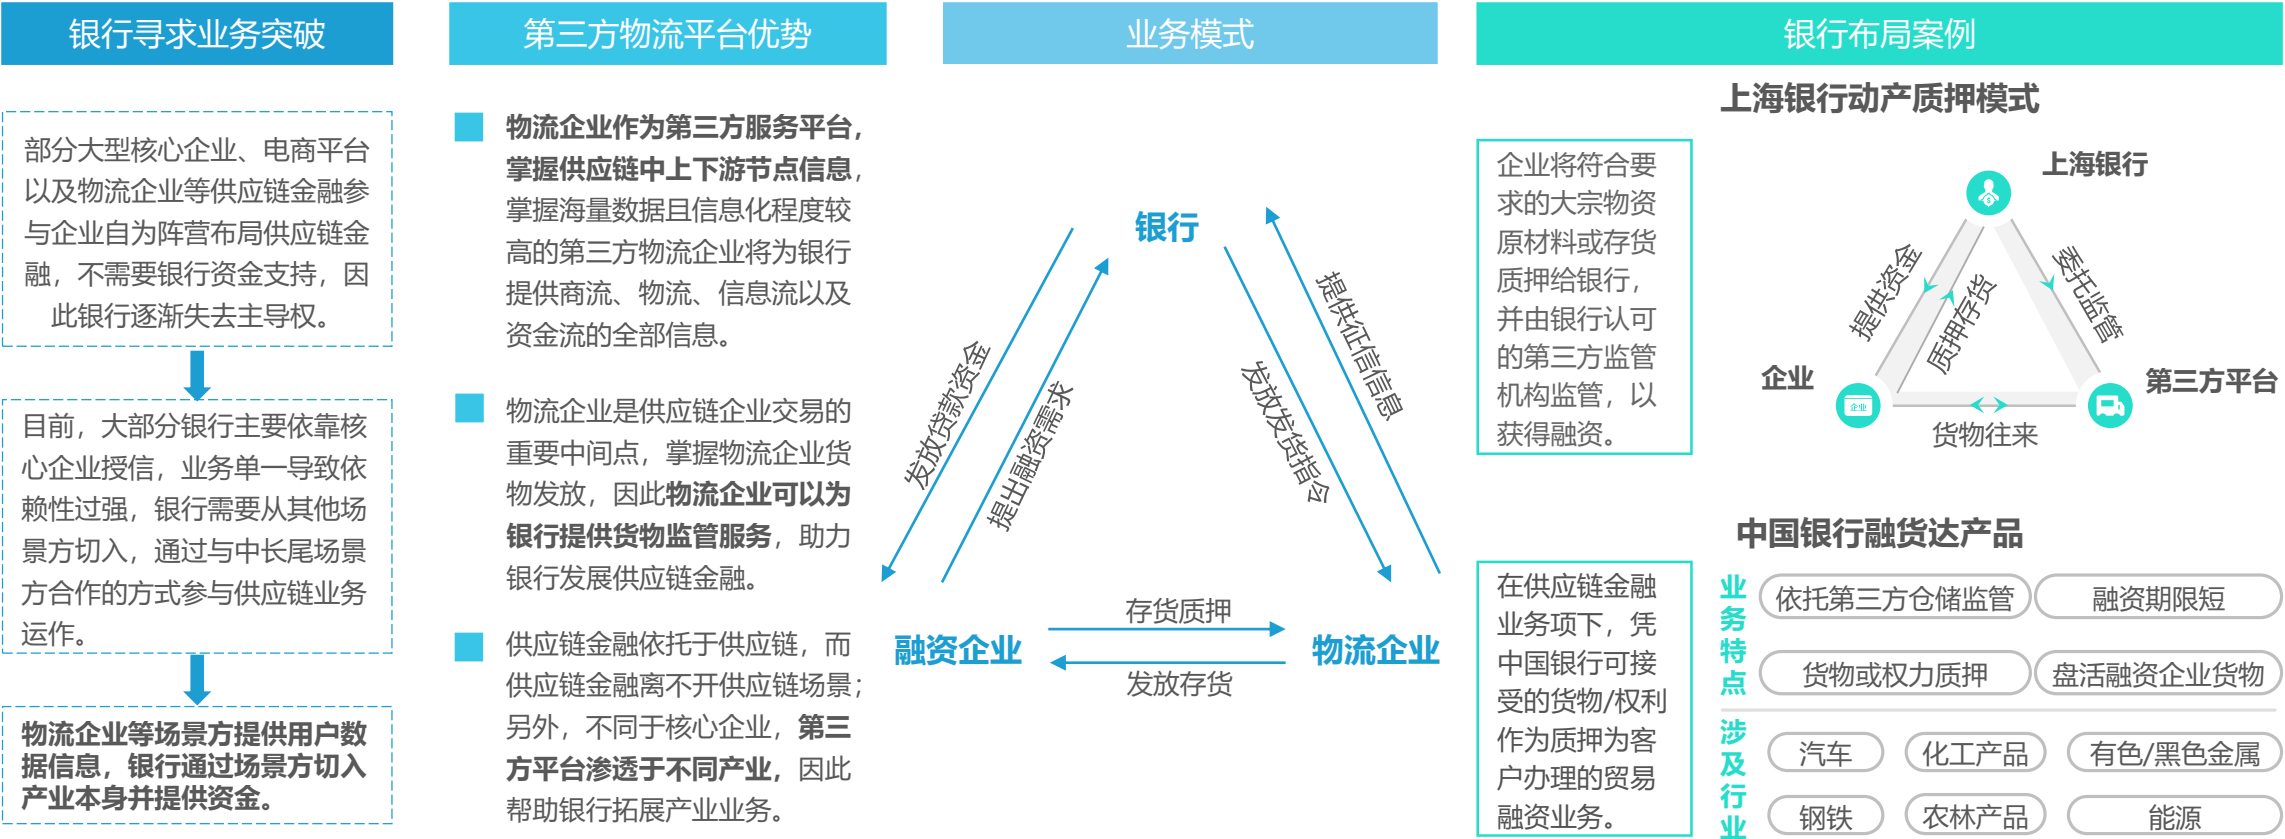 银行寻求业务突破
部分大型核心企业、电商平台
以及物流企业等供应链金融参
与企业自为阵营布局供应链金
融，不需要银行资金支持，因
此银行逐渐失去主导权。
目前，大部分银行主要依靠核
心企业授信，业务单一导致依
赖性过强，银行需要从其他场
景方切入，通过与中长尾场景
方合作的方式参与供应链业务
运作。
物流企业等场景方提供用户数
据信息，银行通过场景方切入
产业本身并提供资金。
第三方物流平台优势
物流企业作为第三方服务平台，
掌握供应链中上下游节点信息，
掌握海量数据且信息化程度较
高的第三方物流企业将为银行
提供商流、物流、信息流以及
资金流的全部信息。
物流企业是供应链企业交易的
重要中间点，掌握物流企业货
物发放，因此物流企业可以为
银行提供货物监管服务，助力
银行发展供应链金融。
供应链金融依托于供应链，而
供应链金融离不开供应链场景；
另外，不同于核心企业，第三
方平台渗透于不同产业，因此
帮助银行拓展产业业务。
业务模式
银行
发放贷款资金
提出融资需求
发放发货指令
提供征信信息
存货质押
融资企业
物流企业
发放存货
银行布局案例
上海银行动产质押模式
企业将符合要
求的大宗物资
原材料或存货
质押给银行，
并由银行认可
的第三方监管
机构监管，以
获得融资。
上海银行
提供资金
质押存货
委托监管
企业
企业
第三方平台
货物往来
中国银行融货达产品
在供应链金融
业务项下，凭
中国银行可接
受的货物/权利
作为质押为客
户办理的贸易
融资业务。
业务特点
依托第三方仓储监管
融资期限短
货物或权力质押
盘活融资企业货物
涉及行业
汽车
化工产品
有色/黑色金属
钢铁
农林产品
能源